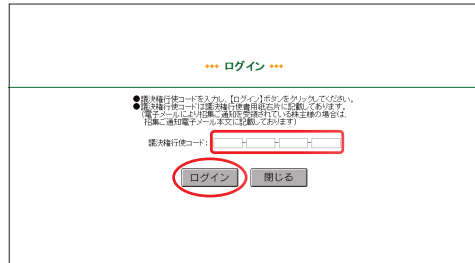 *** ログイン ***
●議決権行使コードを入力し、【ログイン】ボタンをクリックしてください。
●議決権行使コードは議決権行使書用紙右片に記載しております。
（電子メールにより招集ご通知を受領されている株主様の場合は、
招集ご通知電子メール本文に記載しております）
議決権行使コード： - - -
ログイン 閉じる